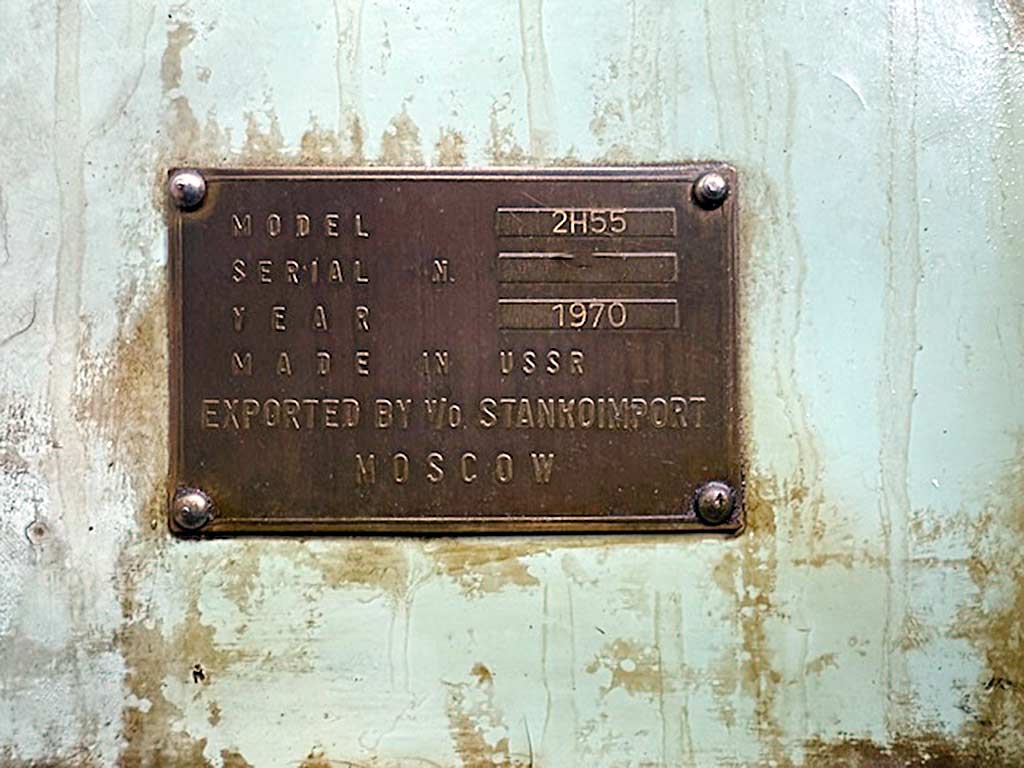 MODEL 2H55
SERIAL N.
YEAR 1970
MADE IN USSR
EXPORTED BY V/O. STANKOIMPORT
MOSCOW